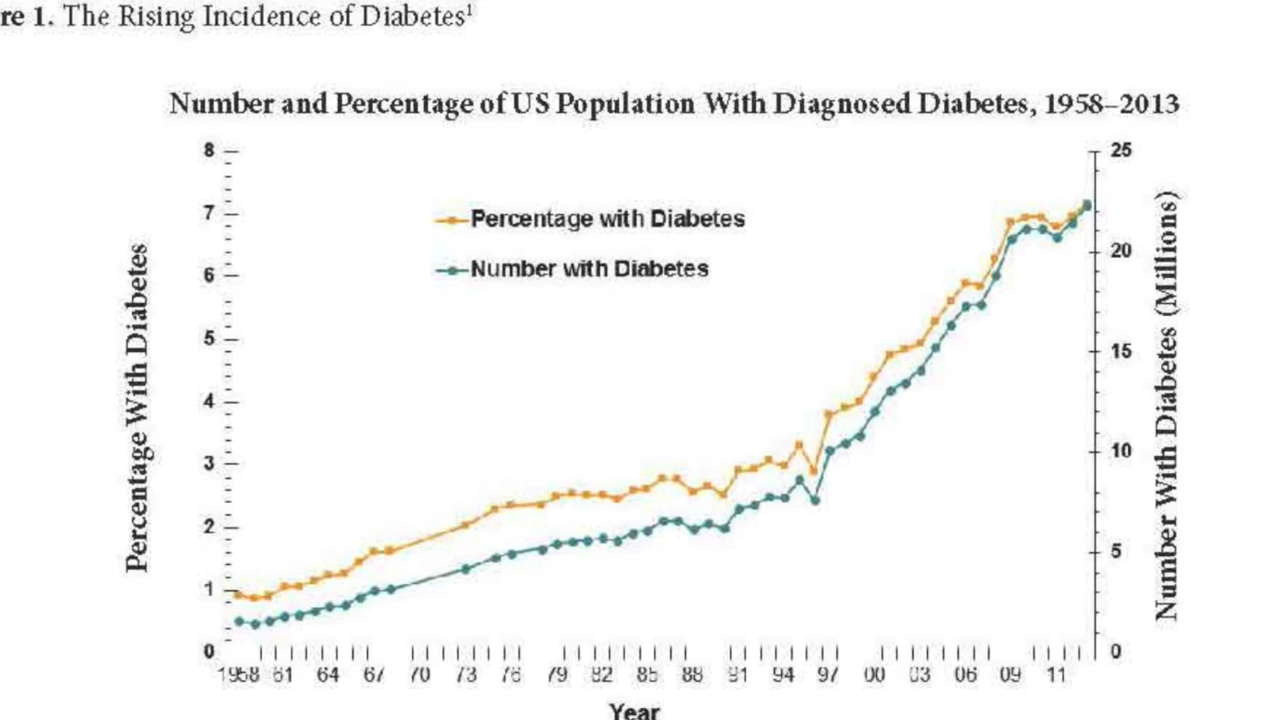 re 1. The Rising Incidence of Diabetes¹
Number and Percentage of US Population With Diagnosed Diabetes, 1958–2013
Percentage With Diabetes
8
7
6
5
4
3
2
1
0
Percentage with Diabetes
Number with Diabetes
25
20
15
10
5
0
Number With Diabetes (Millions)
1958 61 64 67 70 73 76 79 82 85 88 91 94 97 00 03 06 09 11
Year